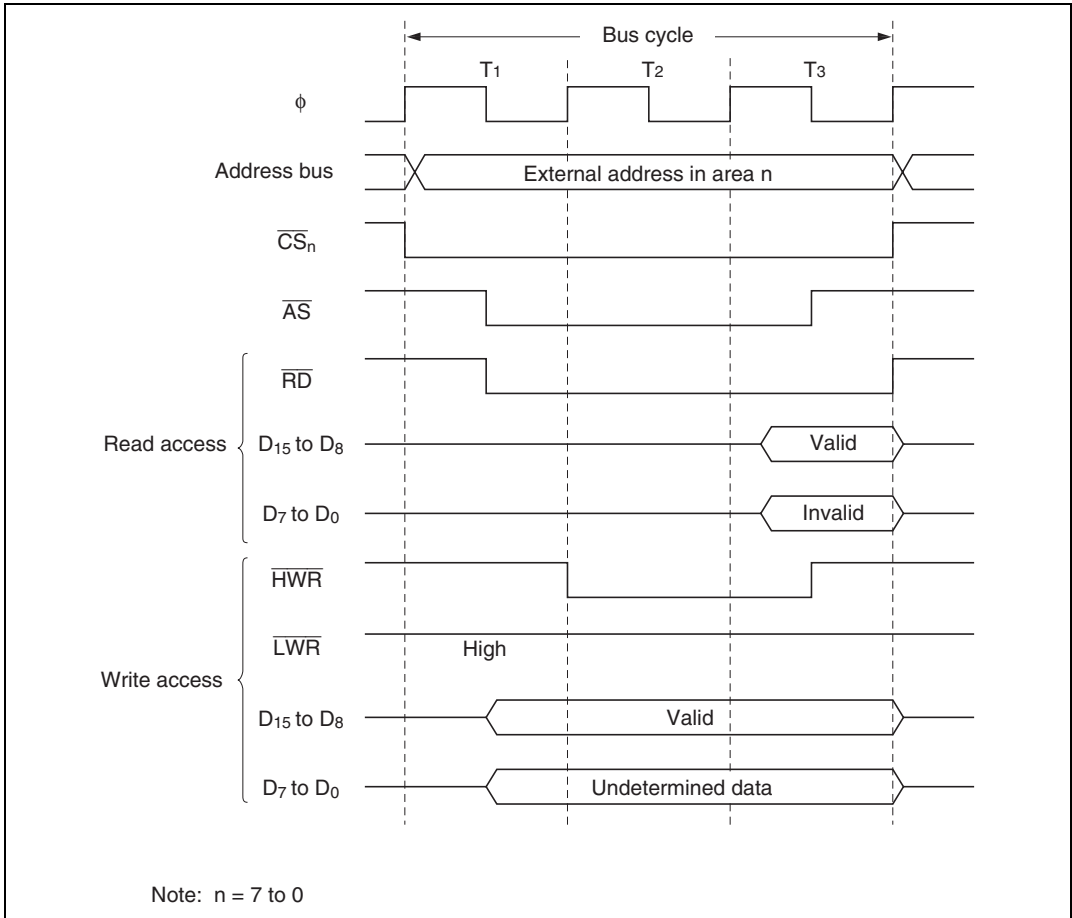 Bus cycle
T1 T2 T3
ϕ
Address bus External address in area n
CSn
AS
RD
Read access
D15 to D8 Valid
D7 to D0 Invalid
HWR
LWR High
Write access
D15 to D8 Valid
D7 to D0 Undetermined data
Note: n = 7 to 0